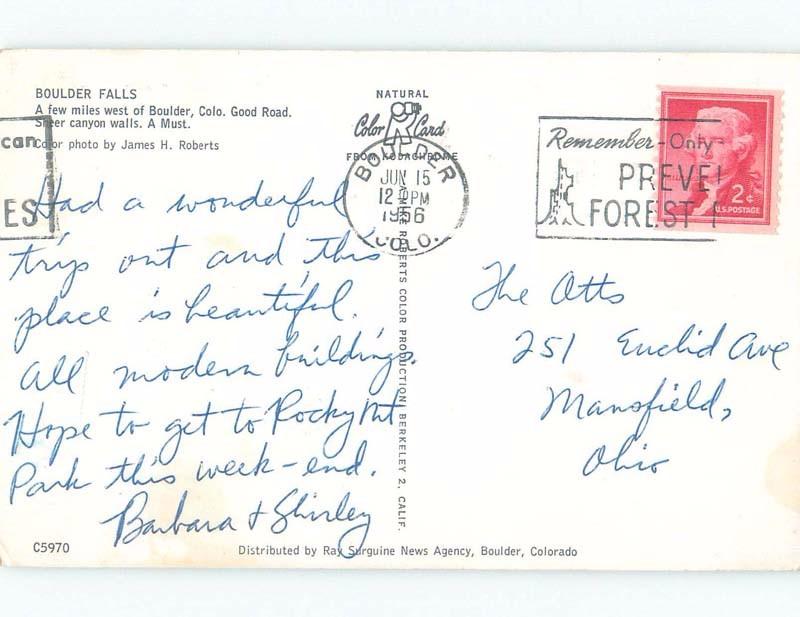 BOULDER FALLS
A few miles west of Boulder, Colo. Good Road.
Sheer canyon walls. A Must.
Color photo by James H. Roberts
can
ES
Had a wonderful
trip out and this
place is beautiful.
All modern buildings.
Hope to get to Rocky Mt
Park this week-end.
Barbara & Shirley
C5970
NATURAL
Color Card
FROM KODACHROME
BOULDER
JUN 15
12 PM
1956
COLO.
ROBERTS COLOR PRODUCTION, BERKELEY 2, CALIF.
Remember-Only
PREVE
FOREST
2¢
U.S. POSTAGE
The Otts
251 Euclid Ave
Mansfield,
Ohio
Distributed by Ray Surguine News Agency, Boulder, Colorado